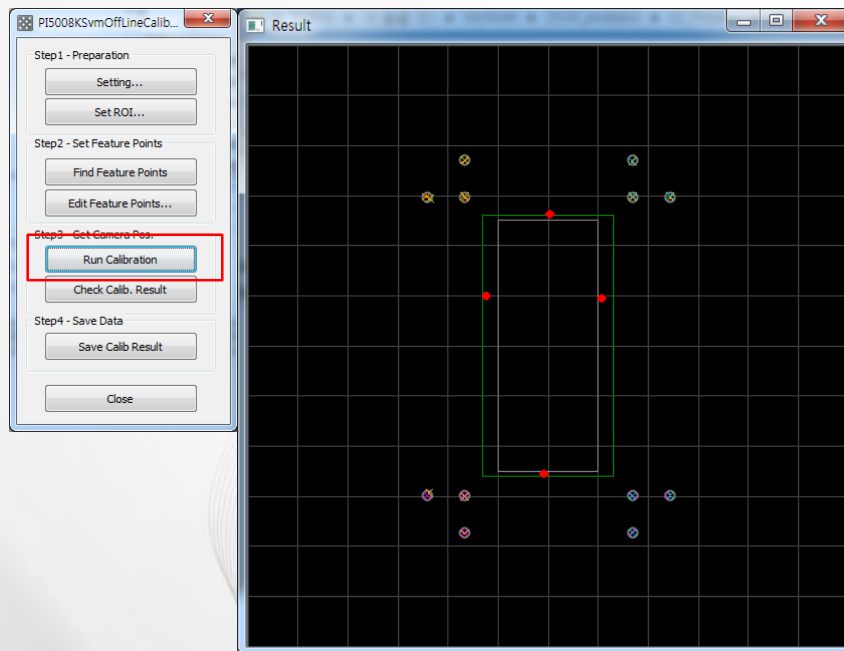 PI5008KSvmOffLineCalib...
Step1 - Preparation
Setting...
Set ROI...
Step2 - Set Feature Points
Find Feature Points
Edit Feature Points...
Step3 - Get Camera Pos.
Run Calibration
Check Calib. Result
Step4 - Save Data
Save Calib Result
Close
Result